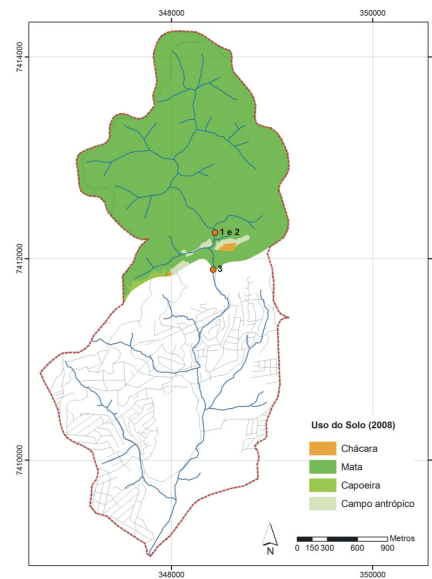 348000
350000
7414000
1 e 2
7412000
3
Uso do Solo (2008)
Chácara
Mata
Capoeira
Campo antrópico
7410000
N
0 150 300 600 900 Metros
348000
350000